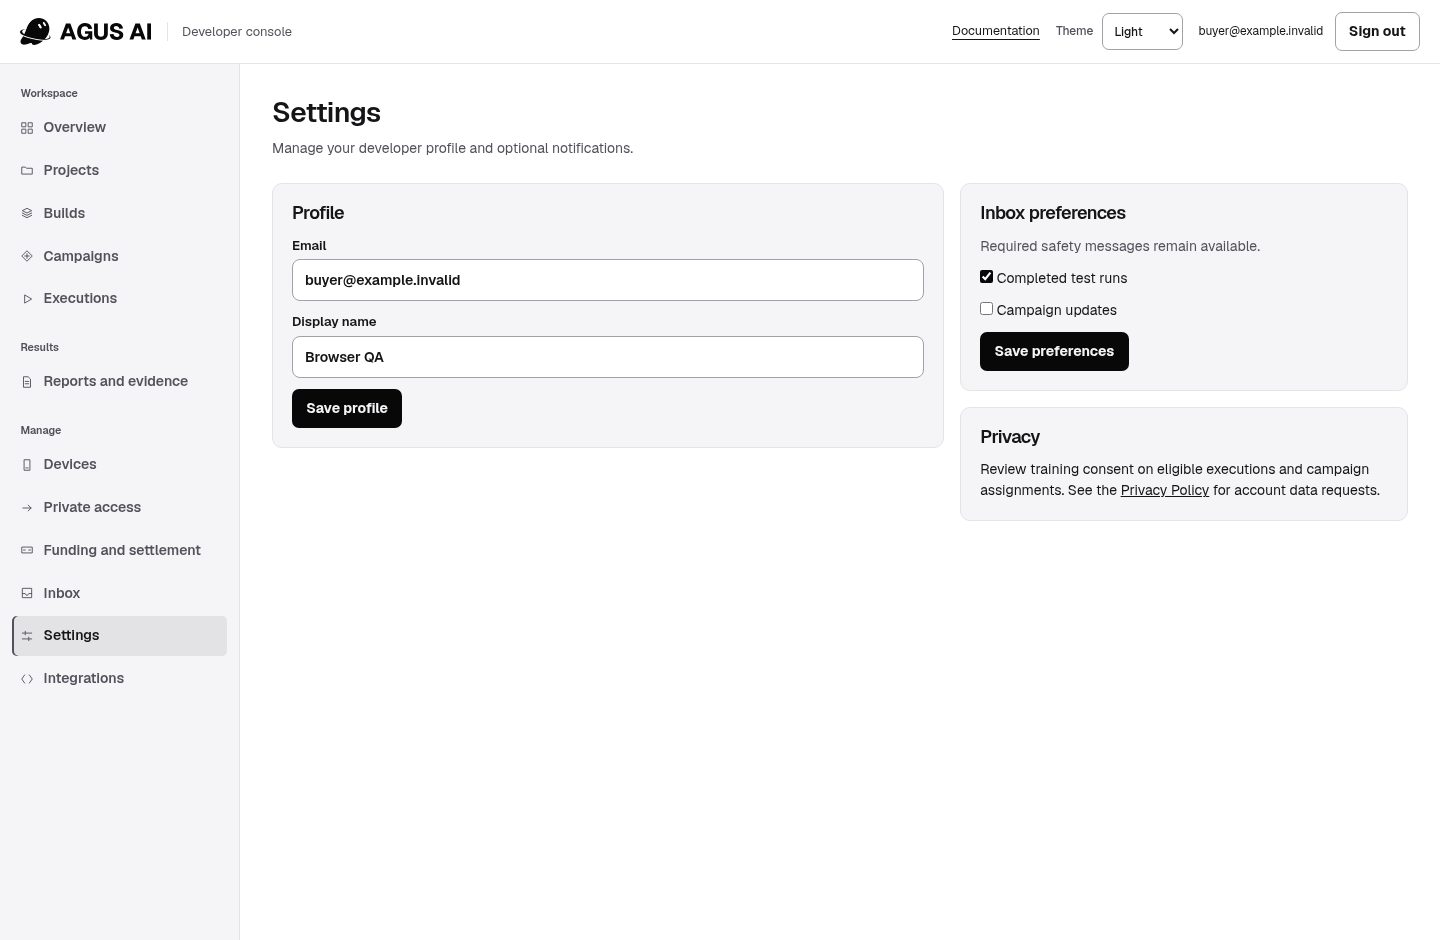 AGUS AI
Developer console
Documentation
Theme
Light
buyer@example.invalid
Sign out
Workspace
Overview
Projects
Builds
Campaigns
Executions
Results
Reports and evidence
Manage
Devices
Private access
Funding and settlement
Inbox
Settings
Integrations
Settings
Manage your developer profile and optional notifications.
Profile
Email
buyer@example.invalid
Display name
Browser QA
Save profile
Inbox preferences
Required safety messages remain available.
Completed test runs
Campaign updates
Save preferences
Privacy
Review training consent on eligible executions and campaign
assignments. See the Privacy Policy for account data requests.